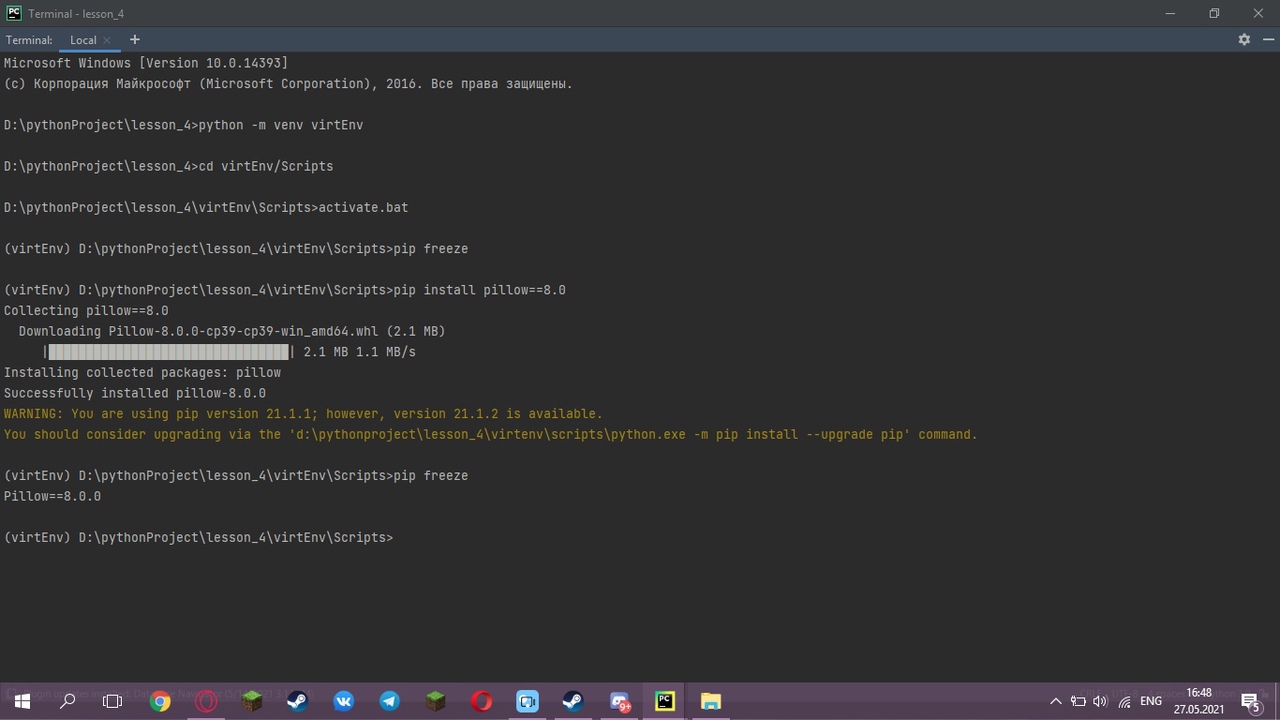 Terminal - lesson_4
Terminal: Local
Microsoft Windows [Version 10.0.14393]
(c) Корпорация Майкрософт (Microsoft Corporation), 2016. Все права защищены.
D:\pythonProject\lesson_4>python -m venv virtEnv
D:\pythonProject\lesson_4>cd virtEnv/Scripts
D:\pythonProject\lesson_4\virtEnv\Scripts>activate.bat
(virtEnv) D:\pythonProject\lesson_4\virtEnv\Scripts>pip freeze
(virtEnv) D:\pythonProject\lesson_4\virtEnv\Scripts>pip install pillow==8.0
Collecting pillow==8.0
Downloading Pillow-8.0.0-cp39-cp39-win_amd64.whl (2.1 MB)
|████████████████████████████████| 2.1 MB 1.1 MB/s
Installing collected packages: pillow
Successfully installed pillow-8.0.0
WARNING: You are using pip version 21.1.1; however, version 21.1.2 is available.
You should consider upgrading via the 'd:\pythonproject\lesson_4\virtenv\scripts\python.exe -m pip install --upgrade pip' command.
(virtEnv) D:\pythonProject\lesson_4\virtEnv\Scripts>pip freeze
Pillow==8.0.0
(virtEnv) D:\pythonProject\lesson_4\virtEnv\Scripts>
ENG
16:48
27.05.2021